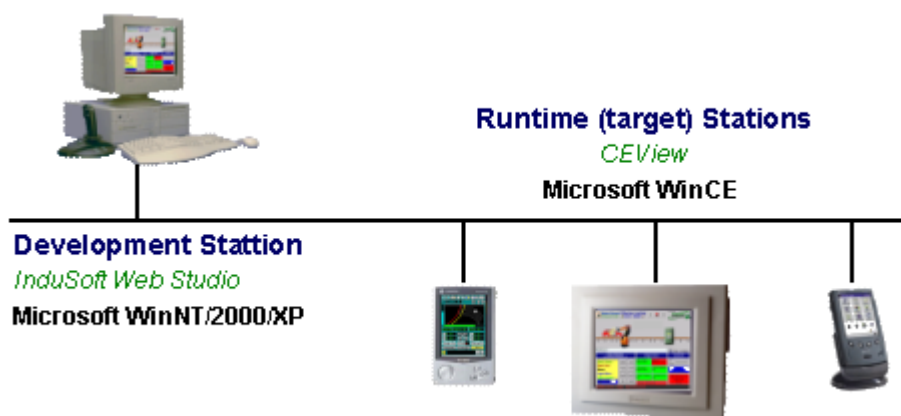 Runtime (target) Stations
CEView
Microsoft WinCE
Development Stattion
InduSoft Web Studio
Microsoft WinNT/2000/XP